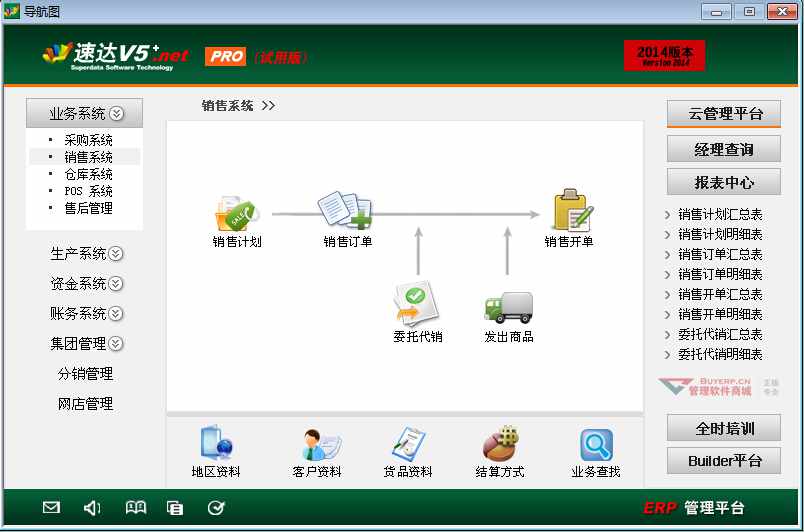 导航图
速达V5+.net
Superdata Software Technology
PRO (试用版)
2014版本
Version 2014
业务系统
· 采购系统
· 销售系统
· 仓库系统
· POS 系统
· 售后管理
生产系统
资金系统
账务系统
集团管理
分销管理
网店管理
销售系统 >>
SALE
销售计划
销售订单
销售开单
委托代销
发出商品
地区资料
客户资料
货品资料
结算方式
业务查找
云管理平台
经理查询
报表中心
> 销售计划汇总表
> 销售计划明细表
> 销售订单汇总表
> 销售订单明细表
> 销售开单汇总表
> 销售开单明细表
> 委托代销汇总表
> 委托代销明细表
BUYERP.CN
管理软件商城
正版
专业
全时培训
Builder平台
ERP 管理平台